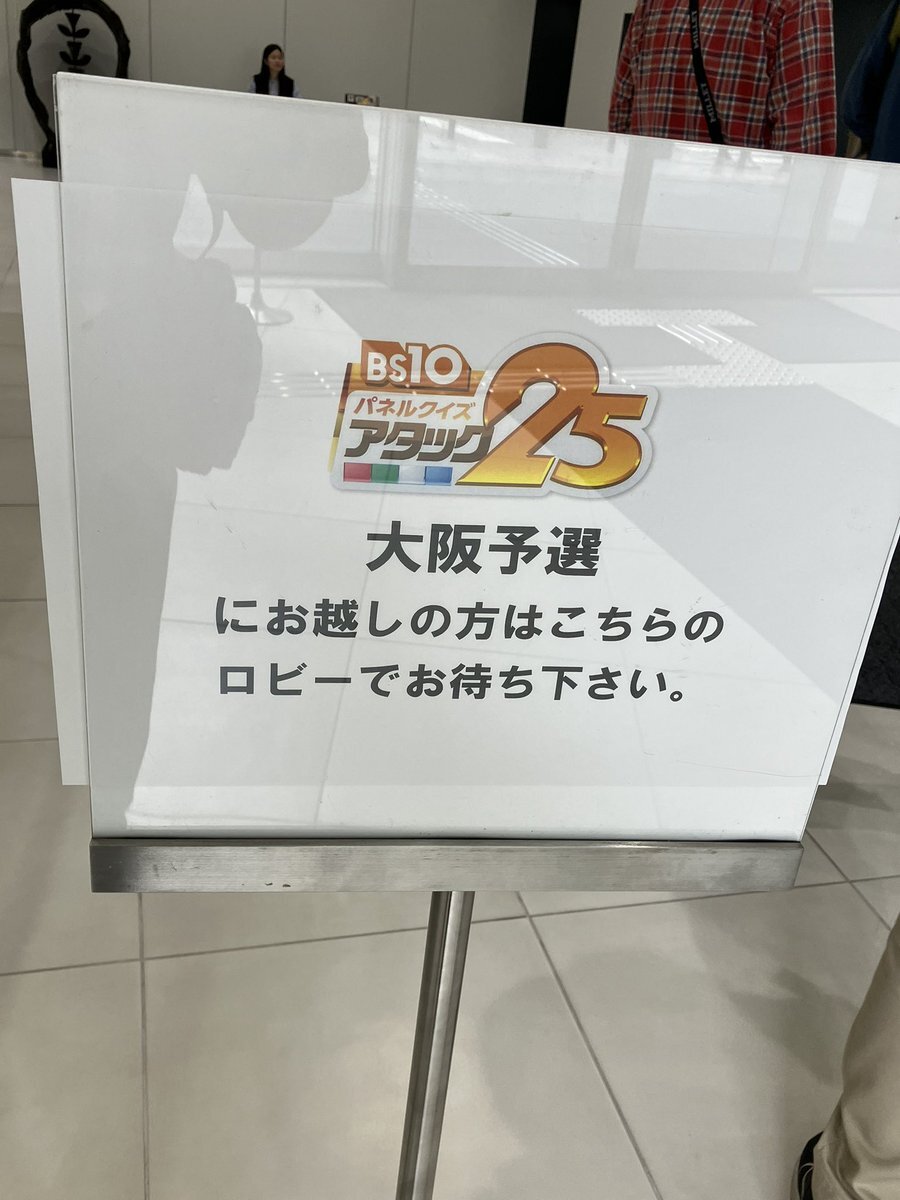 BS10
パネルクイズ
アタック25
大阪予選
にお越しの方はこちらの
ロビーでお待ち下さい。